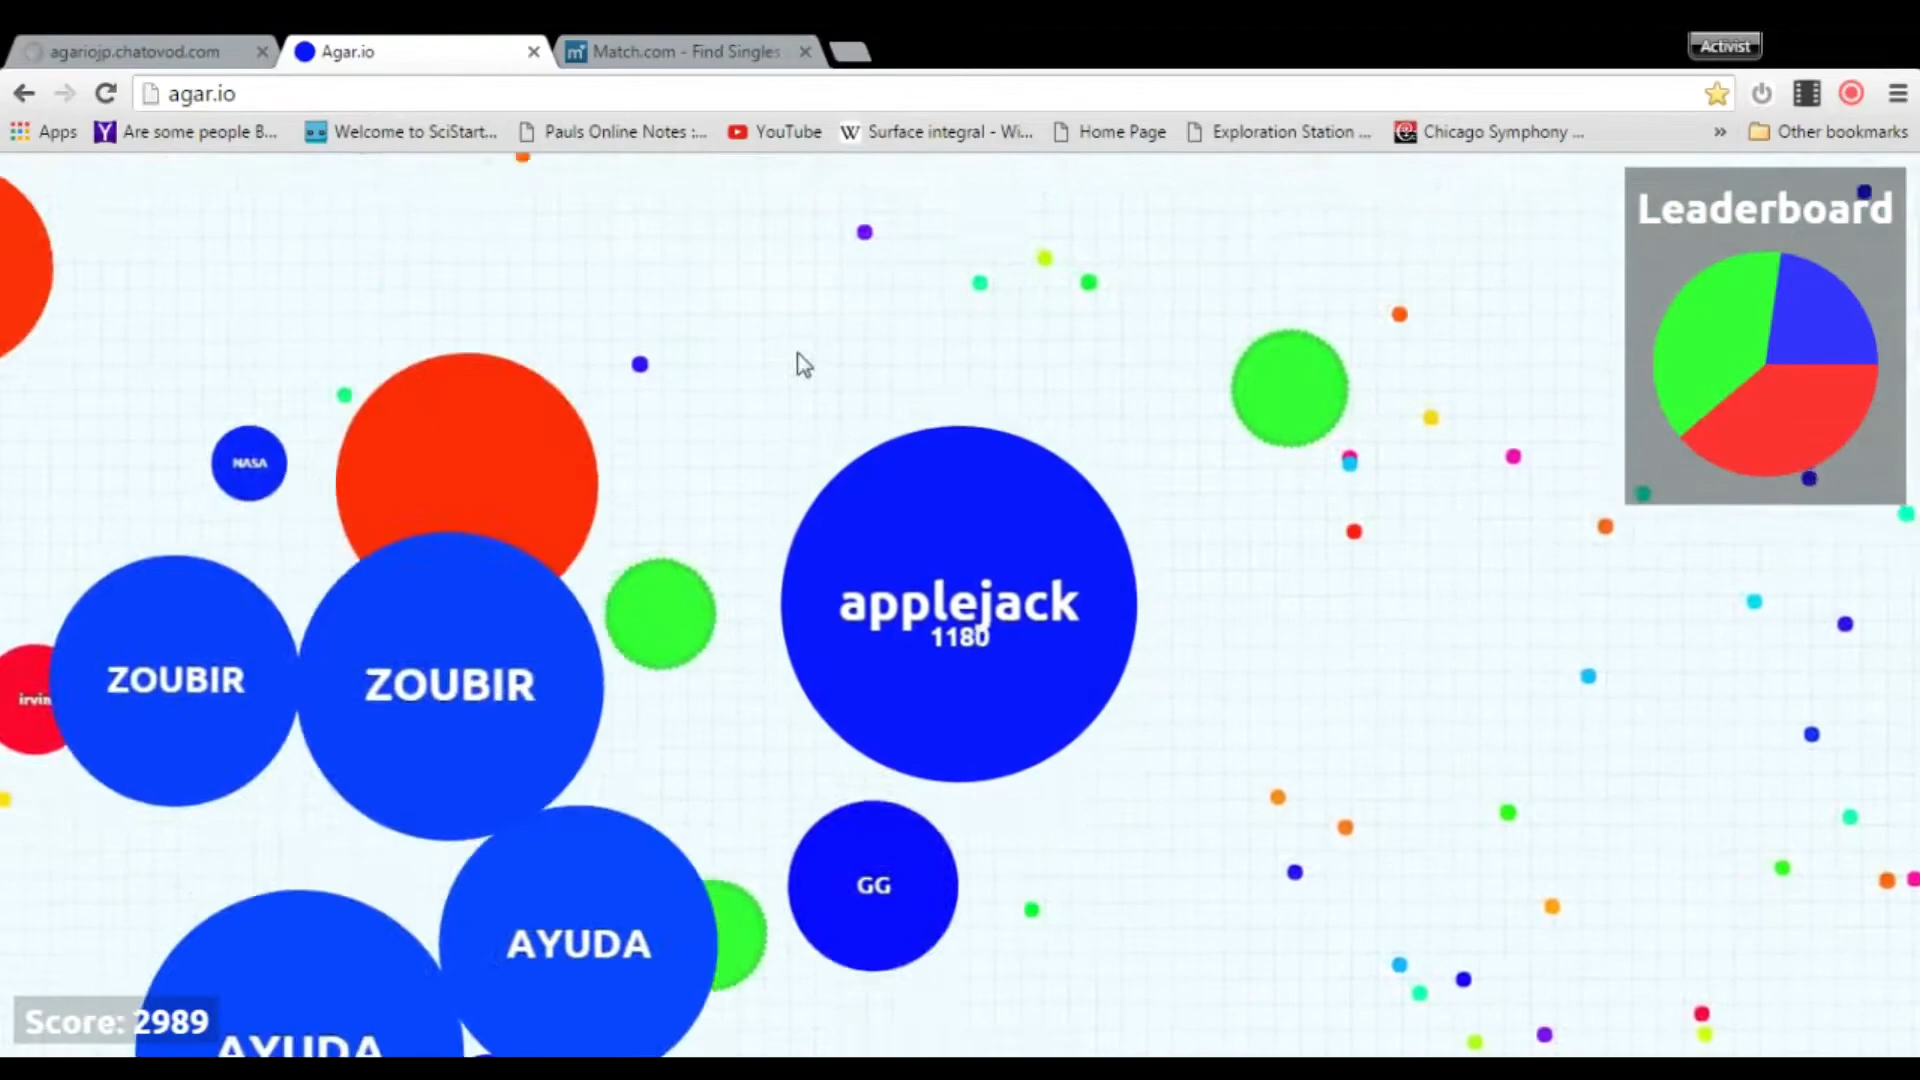 agariojp.chatovod.com
Agar.io
Match.com - Find Singles
Activist
agar.io
Apps
Are some people B...
Welcome to SciStart...
Pauls Online Notes :...
YouTube
W Surface integral - Wi...
Home Page
Exploration Station ...
Chicago Symphony ...
»
Other bookmarks
Leaderboard
NASA
applejack
1180
ZOUBIR
ZOUBIR
irvin
GG
AYUDA
Score: 2989
AYUDA